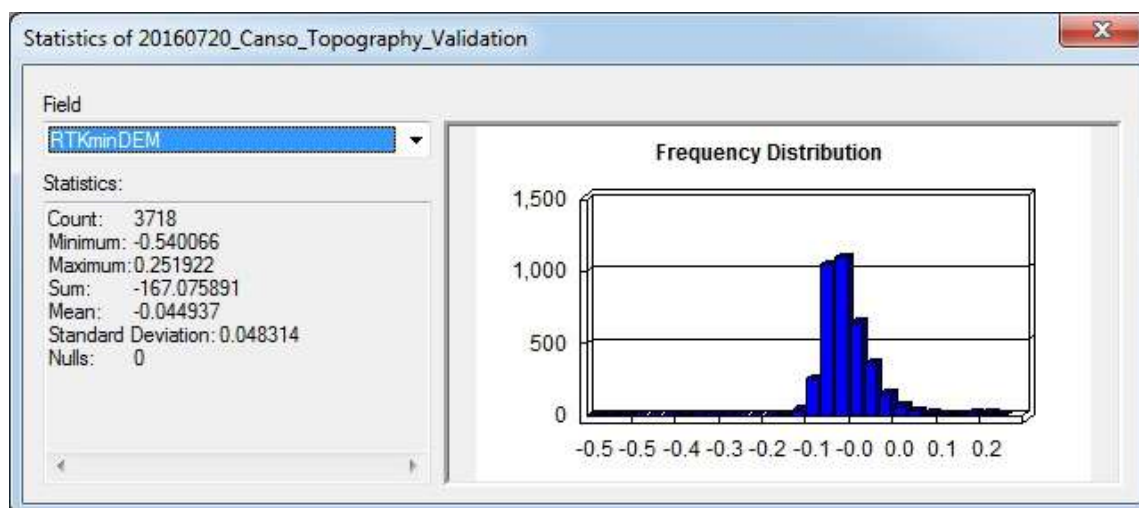 Statistics of 20160720_Canso_Topography_Validation
Field
RTKminDEM
Statistics:
Count: 3718
Minimum: -0.540066
Maximum: 0.251922
Sum: -167.075891
Mean: -0.044937
Standard Deviation: 0.048314
Nulls: 0
Frequency Distribution
1,500
1,000
500
0
-0.5 -0.5 -0.4 -0.3 -0.2 -0.1 -0.0 0.0 0.1 0.2